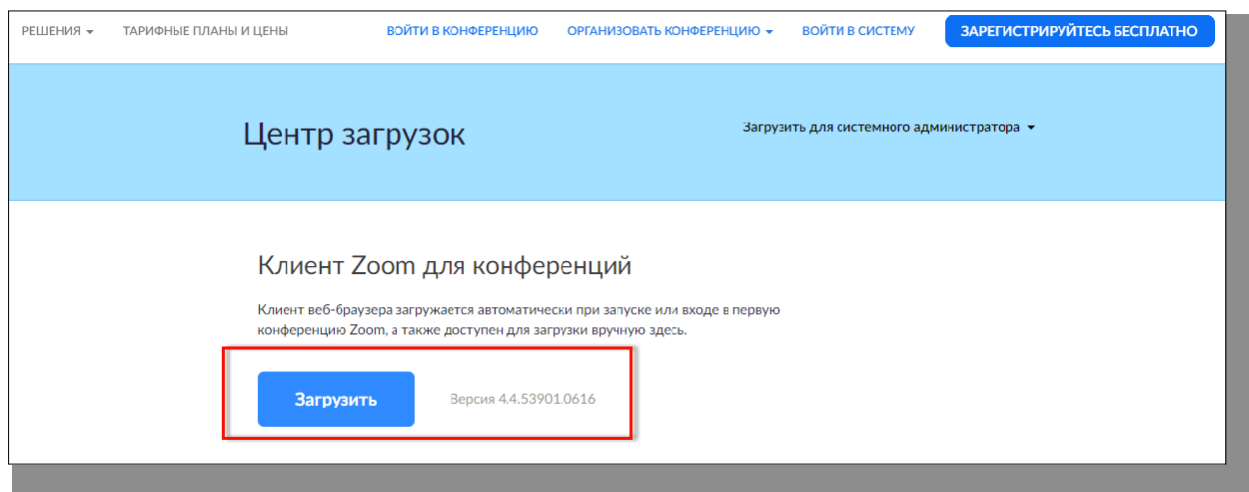 РЕШЕНИЯ ТАРИФНЫЕ ПЛАНЫ И ЦЕНЫ ВОЙТИ В КОНФЕРЕНЦИЮ ОРГАНИЗОВАТЬ КОНФЕРЕНЦИЮ ВОЙТИ В СИСТЕМУ ЗАРЕГИСТРИРУЙТЕСЬ БЕСПЛАТНО
Центр загрузок Загрузить для системного администратора
Клиент Zoom для конференций
Клиент веб-браузера загружается автоматически при запуске или входе в первую
конференцию Zoom, а также доступен для загрузки вручную здесь.
Загрузить Версия 4.4.53901.0616